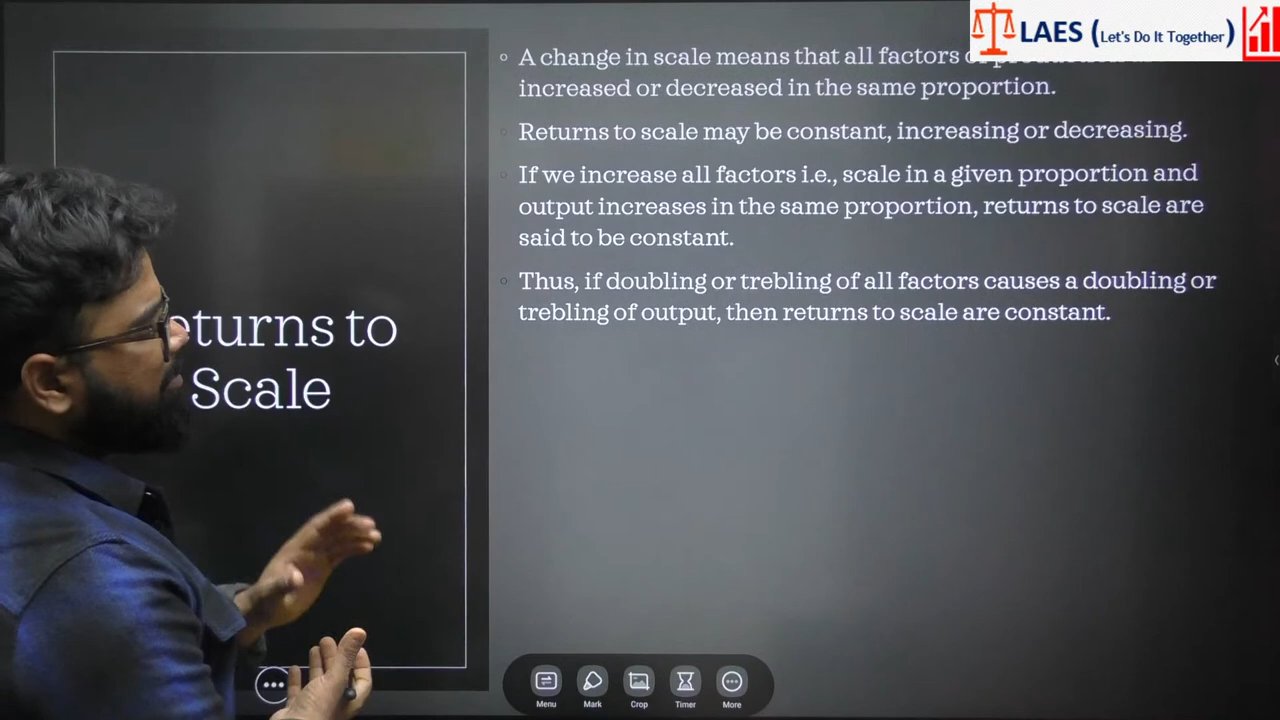 LAES (Let's Do It Together)
A change in scale means that all factors
increased or decreased in the same proportion.
Returns to scale may be constant, increasing or decreasing.
If we increase all factors i.e., scale in a given proportion and
output increases in the same proportion, returns to scale are
said to be constant.
Thus, if doubling or trebling of all factors causes a doubling or
trebling of output, then returns to scale are constant.
eturns to
Scale
Menu
Mark
Crop
Timer
More